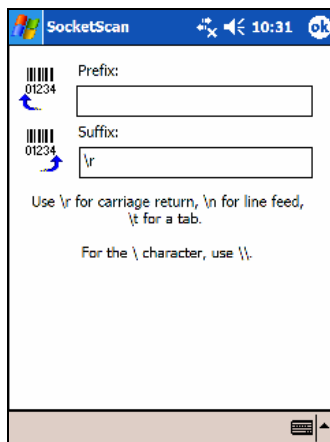 SocketScan 10:31 ok
Prefix:
01234
Suffix:
01234
\r
Use \r for carriage return, \n for line feed,
\t for a tab.
For the \ character, use \\.